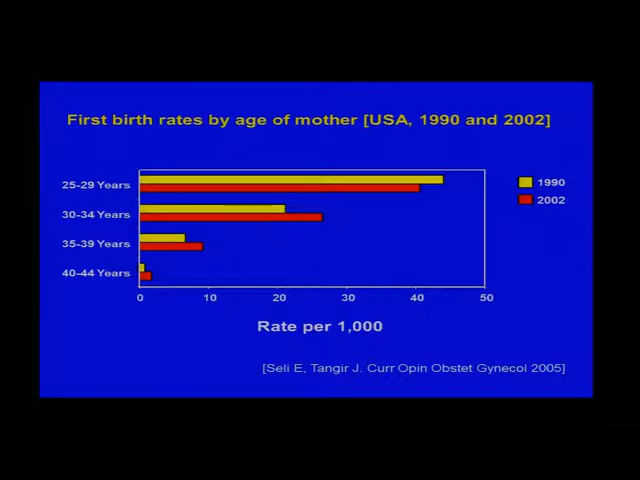 First birth rates by age of mother [USA, 1990 and 2002]
25-29 Years
30-34 Years
35-39 Years
40-44 Years
0 10 20 30 40 50
Rate per 1,000
1990
2002
[Seli E, Tangir J. Curr Opin Obstet Gynecol 2005]